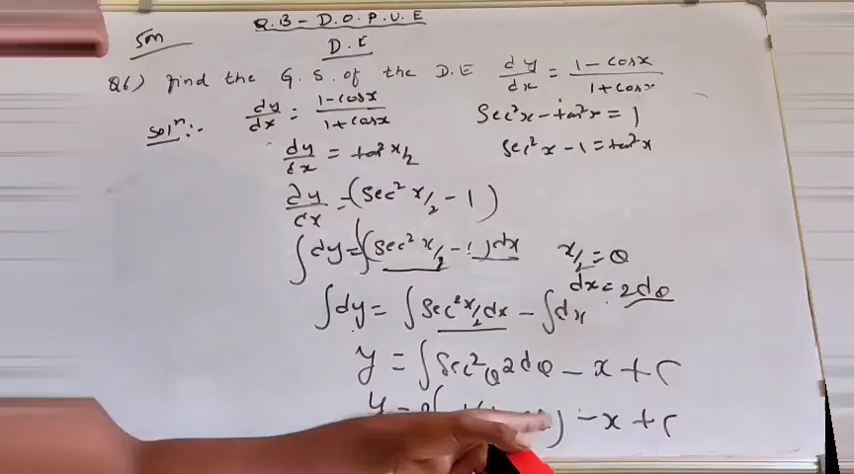 5m
Q.B - D.O.P.U.E
D.E
Q6) find the G.S. of the D.E dy/dx = 1-cosx/1+cosx
Solⁿ:- dy/dx = 1-cosx/1+cosx
sec²x - tan²x = 1
dy/dx = tan² x/2
sec²x - 1 = tan²x
dy/dx = (sec² x/2 - 1)
∫dy = ∫(sec² x/2 - 1)dx
x/2 = θ
dx = 2dθ
∫dy = ∫sec² x/2 dx - ∫dx
y = ∫sec²θ 2dθ - x + c
y = 2( ) - x + c